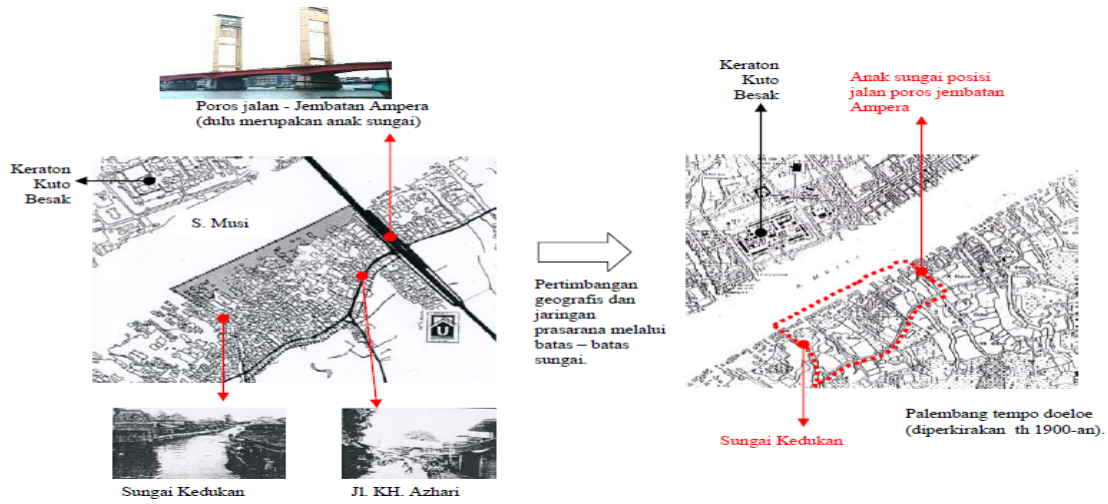 Poros jalan - Jembatan Ampera
(dulu merupakan anak sungai)
Keraton
Kuto
Besak
S. Musi
U
Sungai Kedukan
Jl. KH. Azhari
Pertimbangan
geografis dan
jaringan
prasarana melalui
batas – batas
sungai.
Keraton
Kuto
Besak
Anak sungai posisi
jalan poros jembatan
Ampera
Sungai Kedukan
Palembang tempo doeloe
(diperkirakan  th 1900-an).